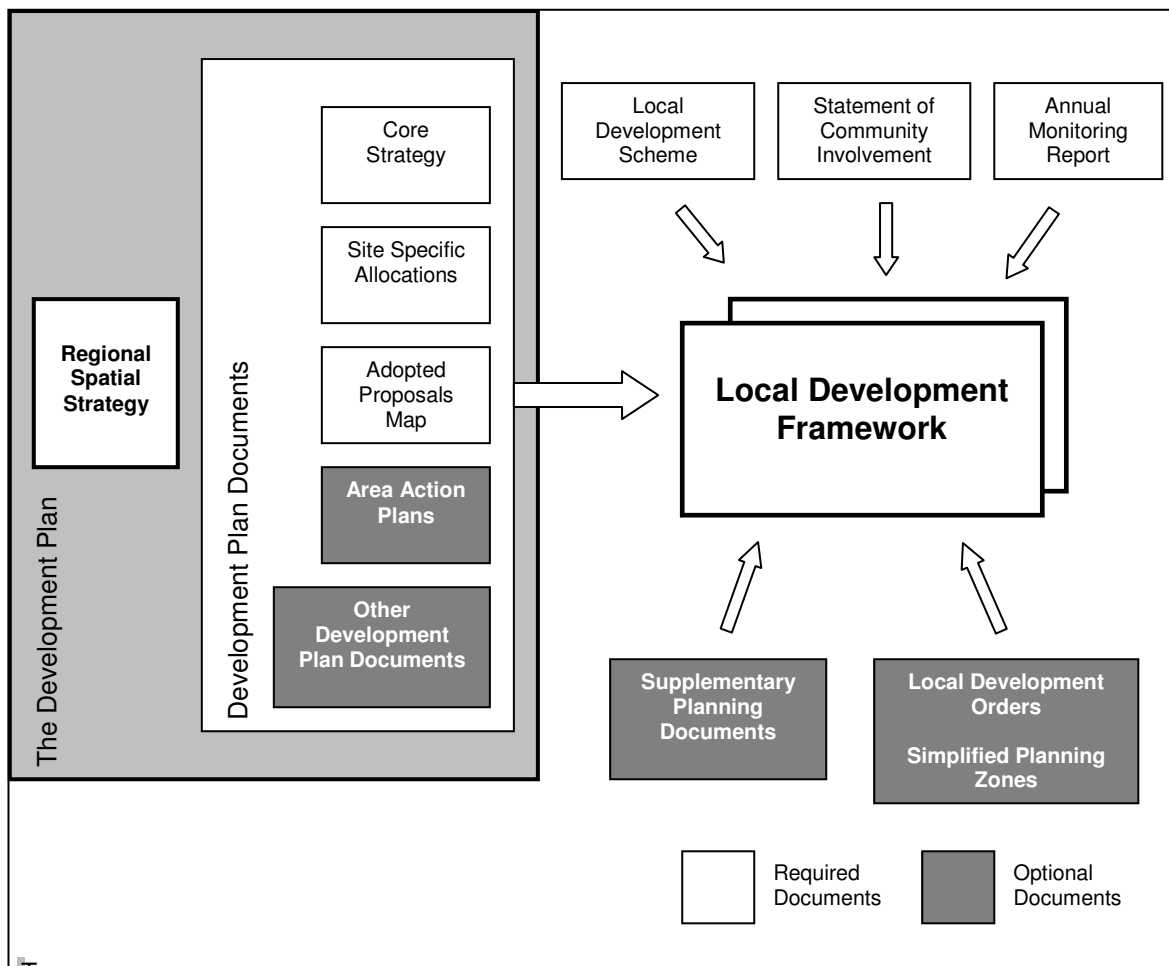 The Development Plan
Regional
Spatial
Strategy
Development Plan Documents
Core
Strategy
Site Specific
Allocations
Adopted
Proposals
Map
Area Action
Plans
Other
Development
Plan Documents
Local
Development
Scheme
Statement of
Community
Involvement
Annual
Monitoring
Report
Local Development
Framework
Supplementary
Planning
Documents
Local Development
Orders
Simplified Planning
Zones
Required
Documents
Optional
Documents